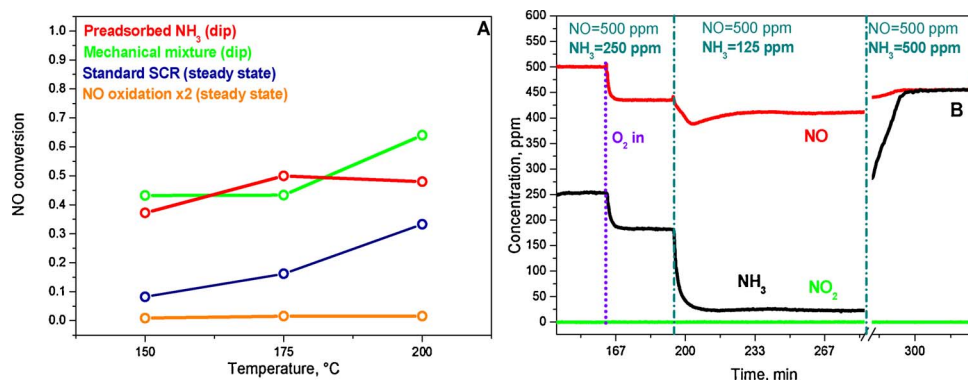 A
Preadsorbed NH3 (dip)
Mechanical mixture (dip)
Standard SCR (steady state)
NO oxidation x2 (steady state)
NO conversion
1.0
0.9
0.8
0.7
0.6
0.5
0.4
0.3
0.2
0.1
0.0
150
175
200
Temperature, °C
B
NO=500 ppm
NH3=250 ppm
NO=500 ppm
NH3=125 ppm
NO=500 ppm
NH3=500 ppm
O2 in
NO
NH3
NO2
Concentration, ppm
600
550
500
450
400
350
300
250
200
150
100
50
0
167
200
233
267
300
Time, min